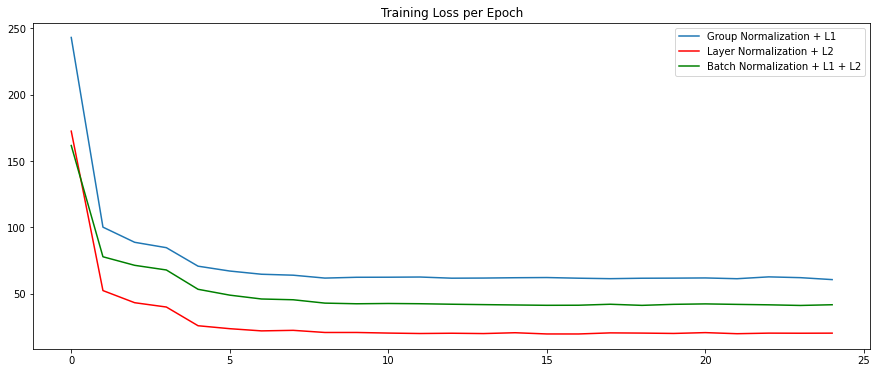 Training Loss per Epoch
Group Normalization + L1
Layer Normalization + L2
Batch Normalization + L1 + L2
250
200
150
100
50
0 5 10 15 20 25